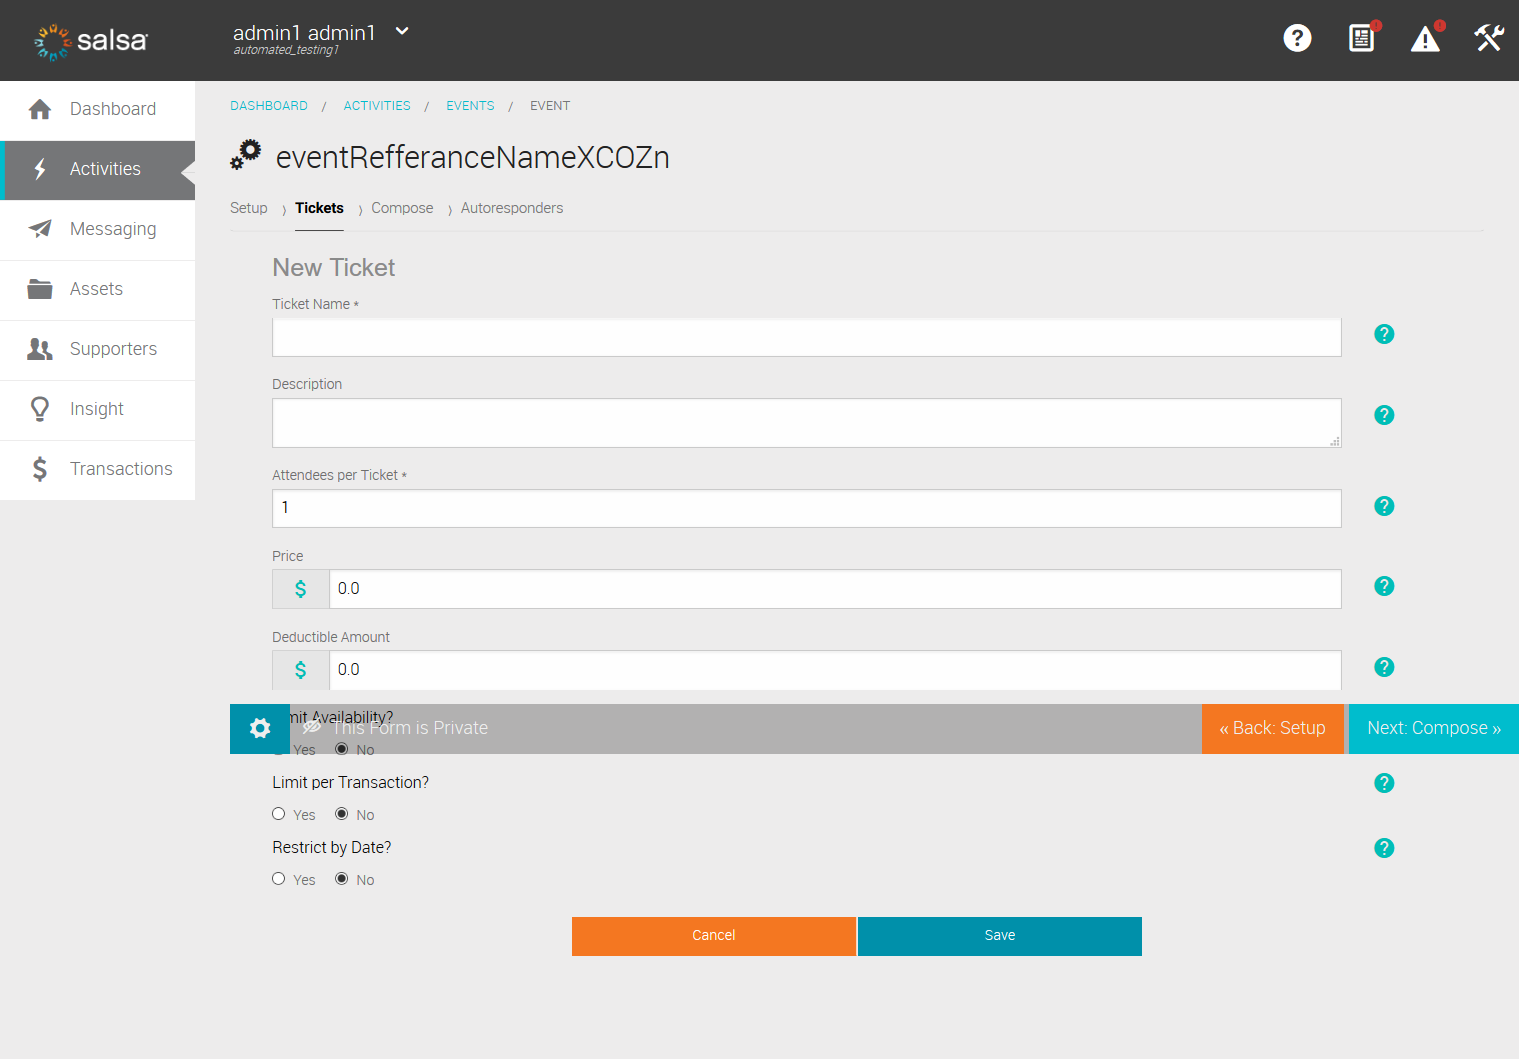 salsa
admin1 admin1
automated_testing1
Dashboard
Activities
Messaging
Assets
Supporters
Insight
Transactions
DASHBOARD / ACTIVITIES / EVENTS / EVENT
eventRefferanceNameXCOZn
Setup › Tickets › Compose › Autoresponders
New Ticket
Ticket Name *
Description
Attendees per Ticket *
1
Price
$ 0.0
Deductible Amount
$ 0.0
Availability?
This Form is Private
« Back: Setup
Next: Compose »
Yes No
Limit per Transaction?
Yes No
Restrict by Date?
Yes No
Cancel
Save